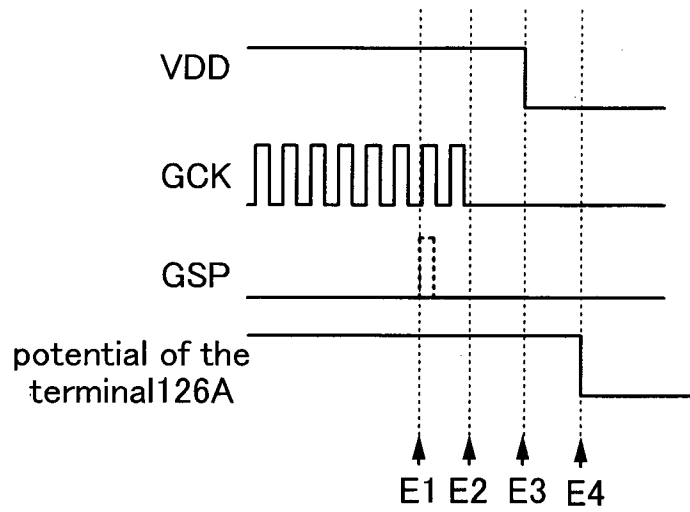 VDD
GCK
GSP
potential of the
terminal126A
E1 E2 E3 E4